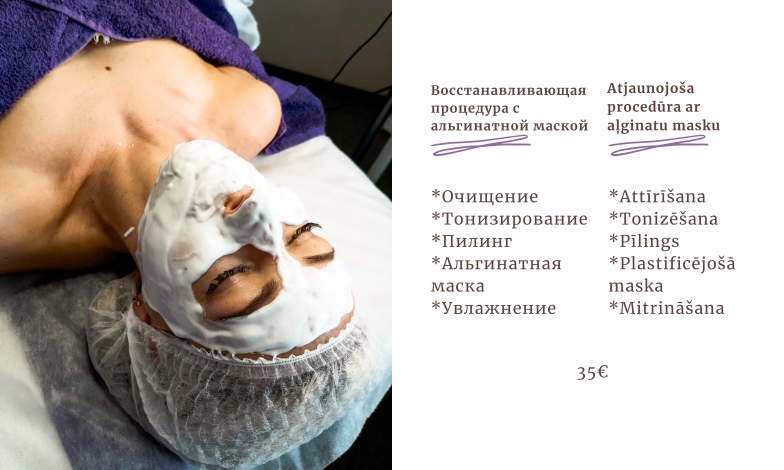 Восстанавливающая
процедура с
альгинатной маской
*Очищение
*Тонизирование
*Пилинг
*Альгинатная
маска
*Увлажнение
Atjaunojoša
procedūra ar
aļginatu masku
*Attīrīšana
*Tonizēšana
*Pīlings
*Plastificējošā
maska
*Mitrināšana
35€